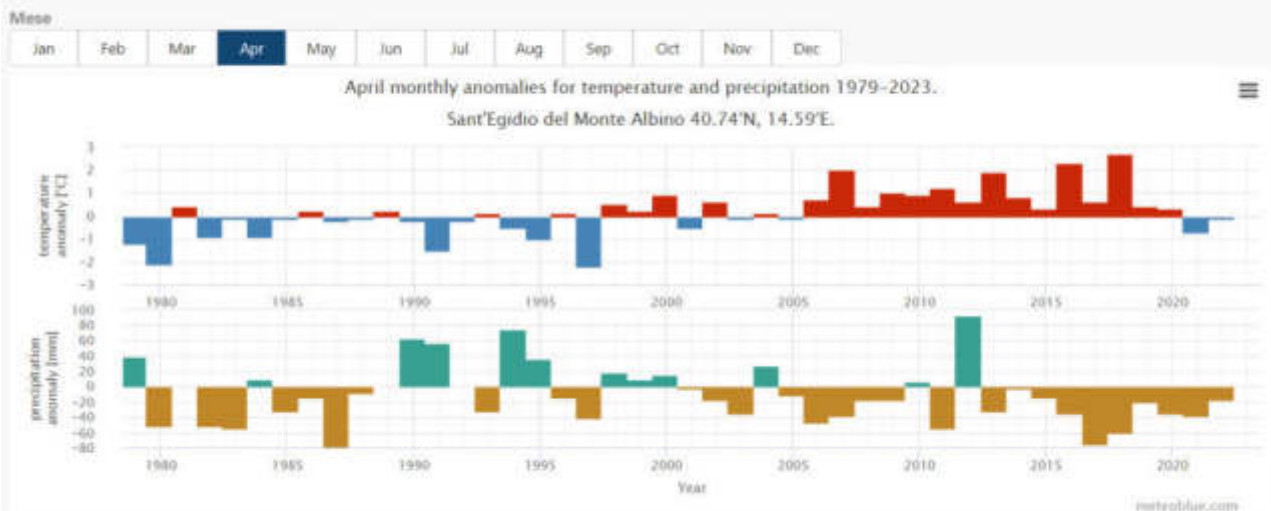 Mese
Jan Feb Mar Apr May Jun Jul Aug Sep Oct Nov Dec
April monthly anomalies for temperature and precipitation 1979-2023.
Sant'Egidio del Monte Albino 40.74°N, 14.59°E.
temperature
anomaly [°C]
3
2
1
0
-1
-2
-3
1980 1985 1990 1995 2000 2005 2010 2015 2020
precipitation
anomaly [mm]
100
80
60
40
20
0
-20
-40
-60
-80
1980 1985 1990 1995 2000 2005 2010 2015 2020
Year
meteoblue.com